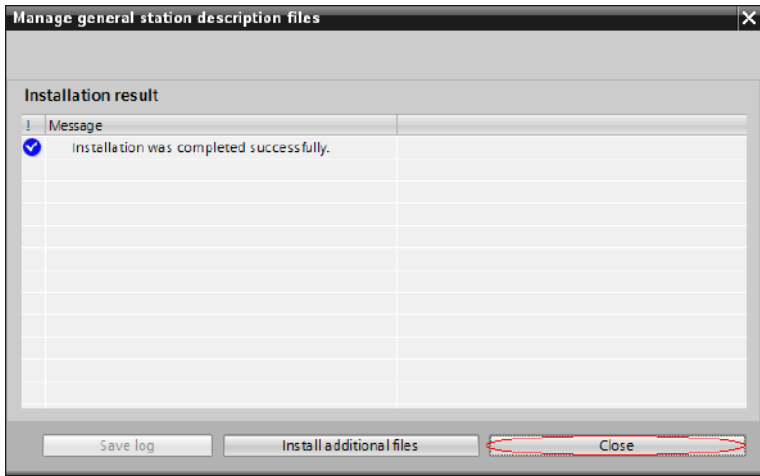 Manage general station description files
Installation result
! Message
Installation was completed successfully.
Save log
Install additional files
Close